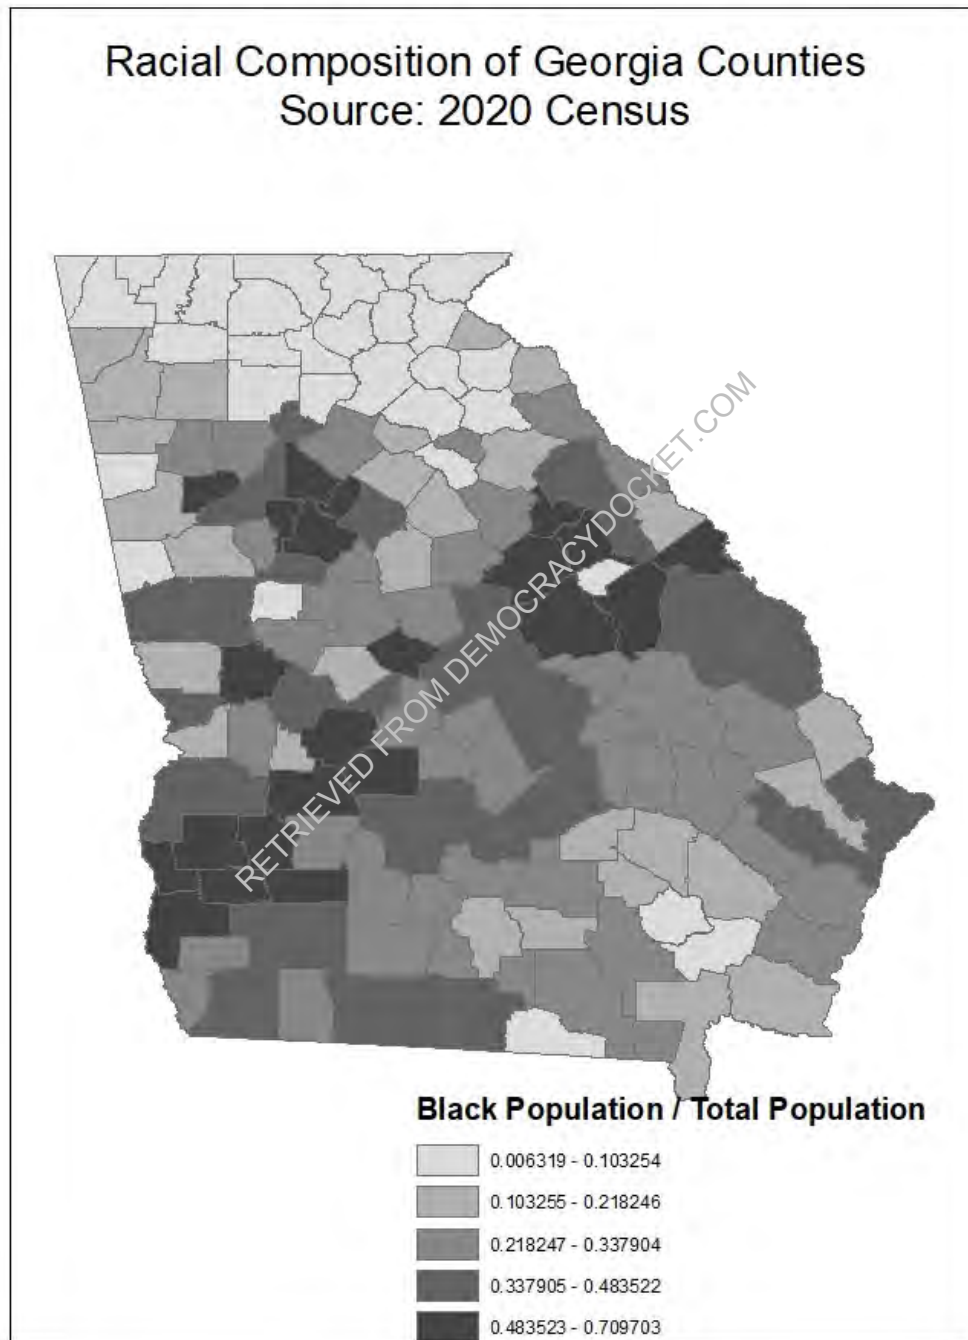 Racial Composition of Georgia Counties
Source: 2020 Census
RETRIEVED FROM DEMOCRACYDOCKET.COM
Black Population / Total Population
0.006319 - 0.103254
0.103255 - 0.218246
0.218247 - 0.337904
0.337905 - 0.483522
0.483523 - 0.709703